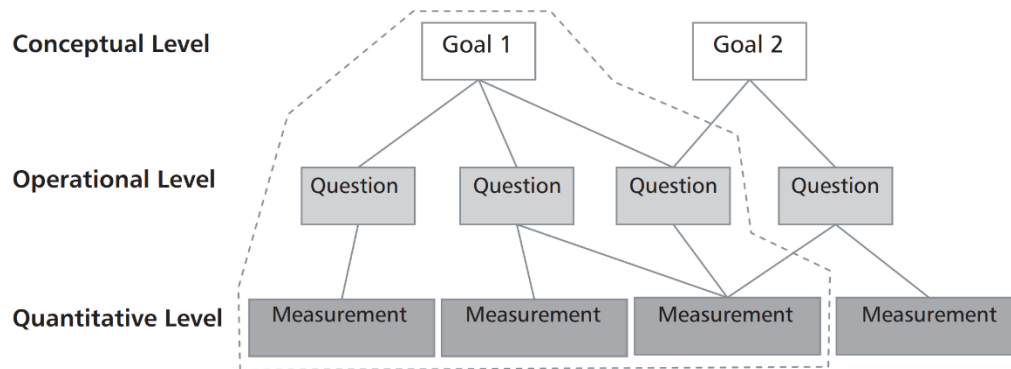 Conceptual Level
Goal 1
Goal 2
Operational Level
Question
Question
Question
Question
Quantitative Level
Measurement
Measurement
Measurement
Measurement